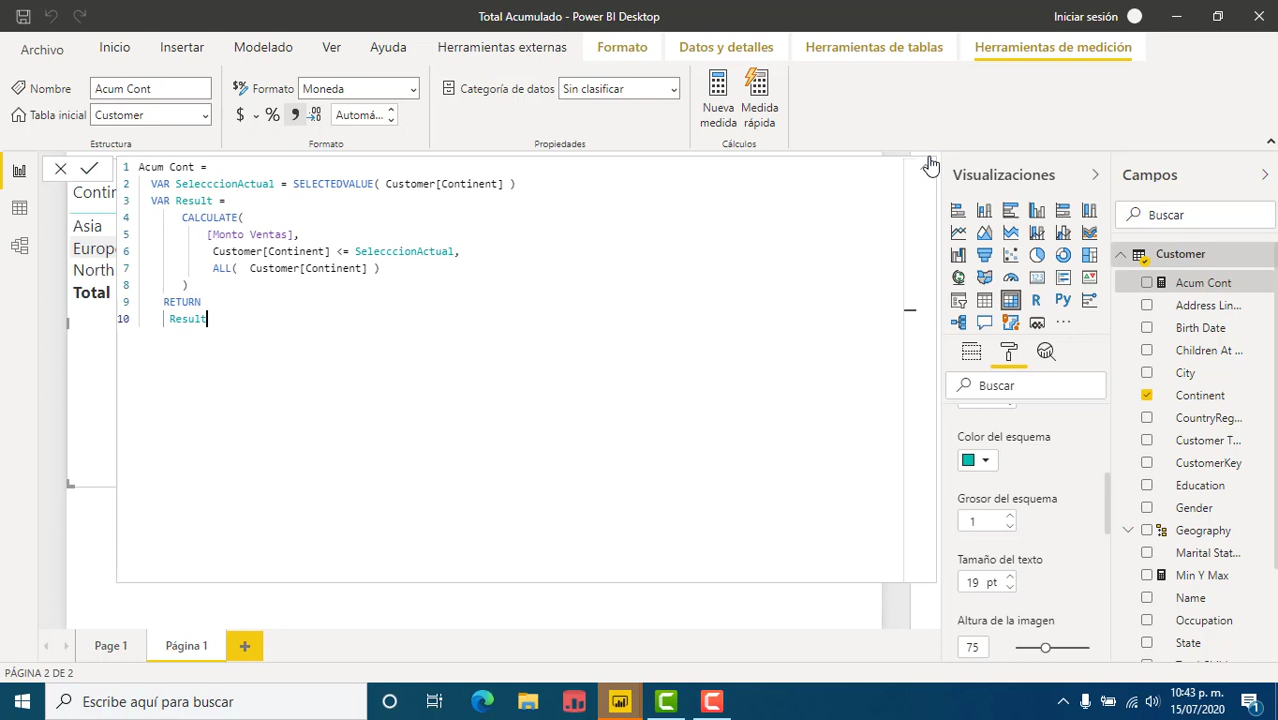 Total Acumulado - Power BI Desktop
Iniciar sesión
Archivo
Inicio
Insertar
Modelado
Ver
Ayuda
Herramientas externas
Formato
Datos y detalles
Herramientas de tablas
Herramientas de medición
Nombre
Acum Cont
Formato
Moneda
Categoría de datos
Sin clasificar
Nueva
medida
Medida
rápida
Tabla inicial
Customer
$
%
Automá...
Estructura
Formato
Propiedades
Cálculos
1 Acum Cont =
2 VAR SelecccionActual = SELECTEDVALUE( Customer[Continent] )
3 VAR Result =
4 CALCULATE(
5 [Monto Ventas],
6 Customer[Continent] <= SelecccionActual,
7 ALL( Customer[Continent] )
8 )
9 RETURN
10 Result
Contin
Asia
Europe
North
Total
Visualizaciones
R
Py
Buscar
Color del esquema
Grosor del esquema
1
Tamaño del texto
19 pt
Altura de la imagen
75
Campos
Buscar
Customer
Acum Cont
Address Lin...
Birth Date
Children At ...
City
Continent
CountryReg...
Customer T...
CustomerKey
Education
Gender
Geography
Marital Stat...
Min Y Max
Name
Occupation
State
Page 1
Página 1
PÁGINA 2 DE 2
Escribe aquí para buscar
10:43 p. m.
15/07/2020
1